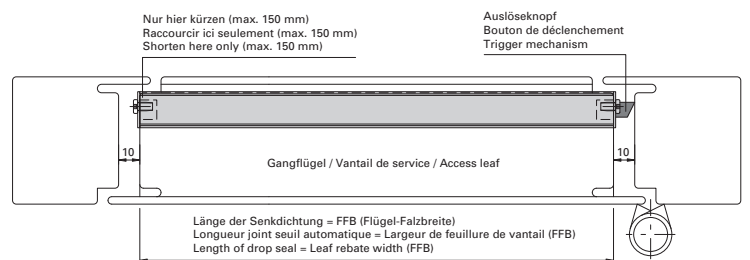 Nur hier kürzen (max. 150 mm)
Raccourcir ici seulement (max. 150 mm)
Shorten here only (max. 150 mm)
Auslöseknopf
Bouton de déclenchement
Trigger mechanism
10
10
Gangflügel / Vantail de service / Access leaf
Länge der Senkdichtung = FFB (Flügel-Falzbreite)
Longueur joint seuil automatique = Largeur de feuillure de vantail (FFB)
Length of drop seal = Leaf rebate width (FFB)